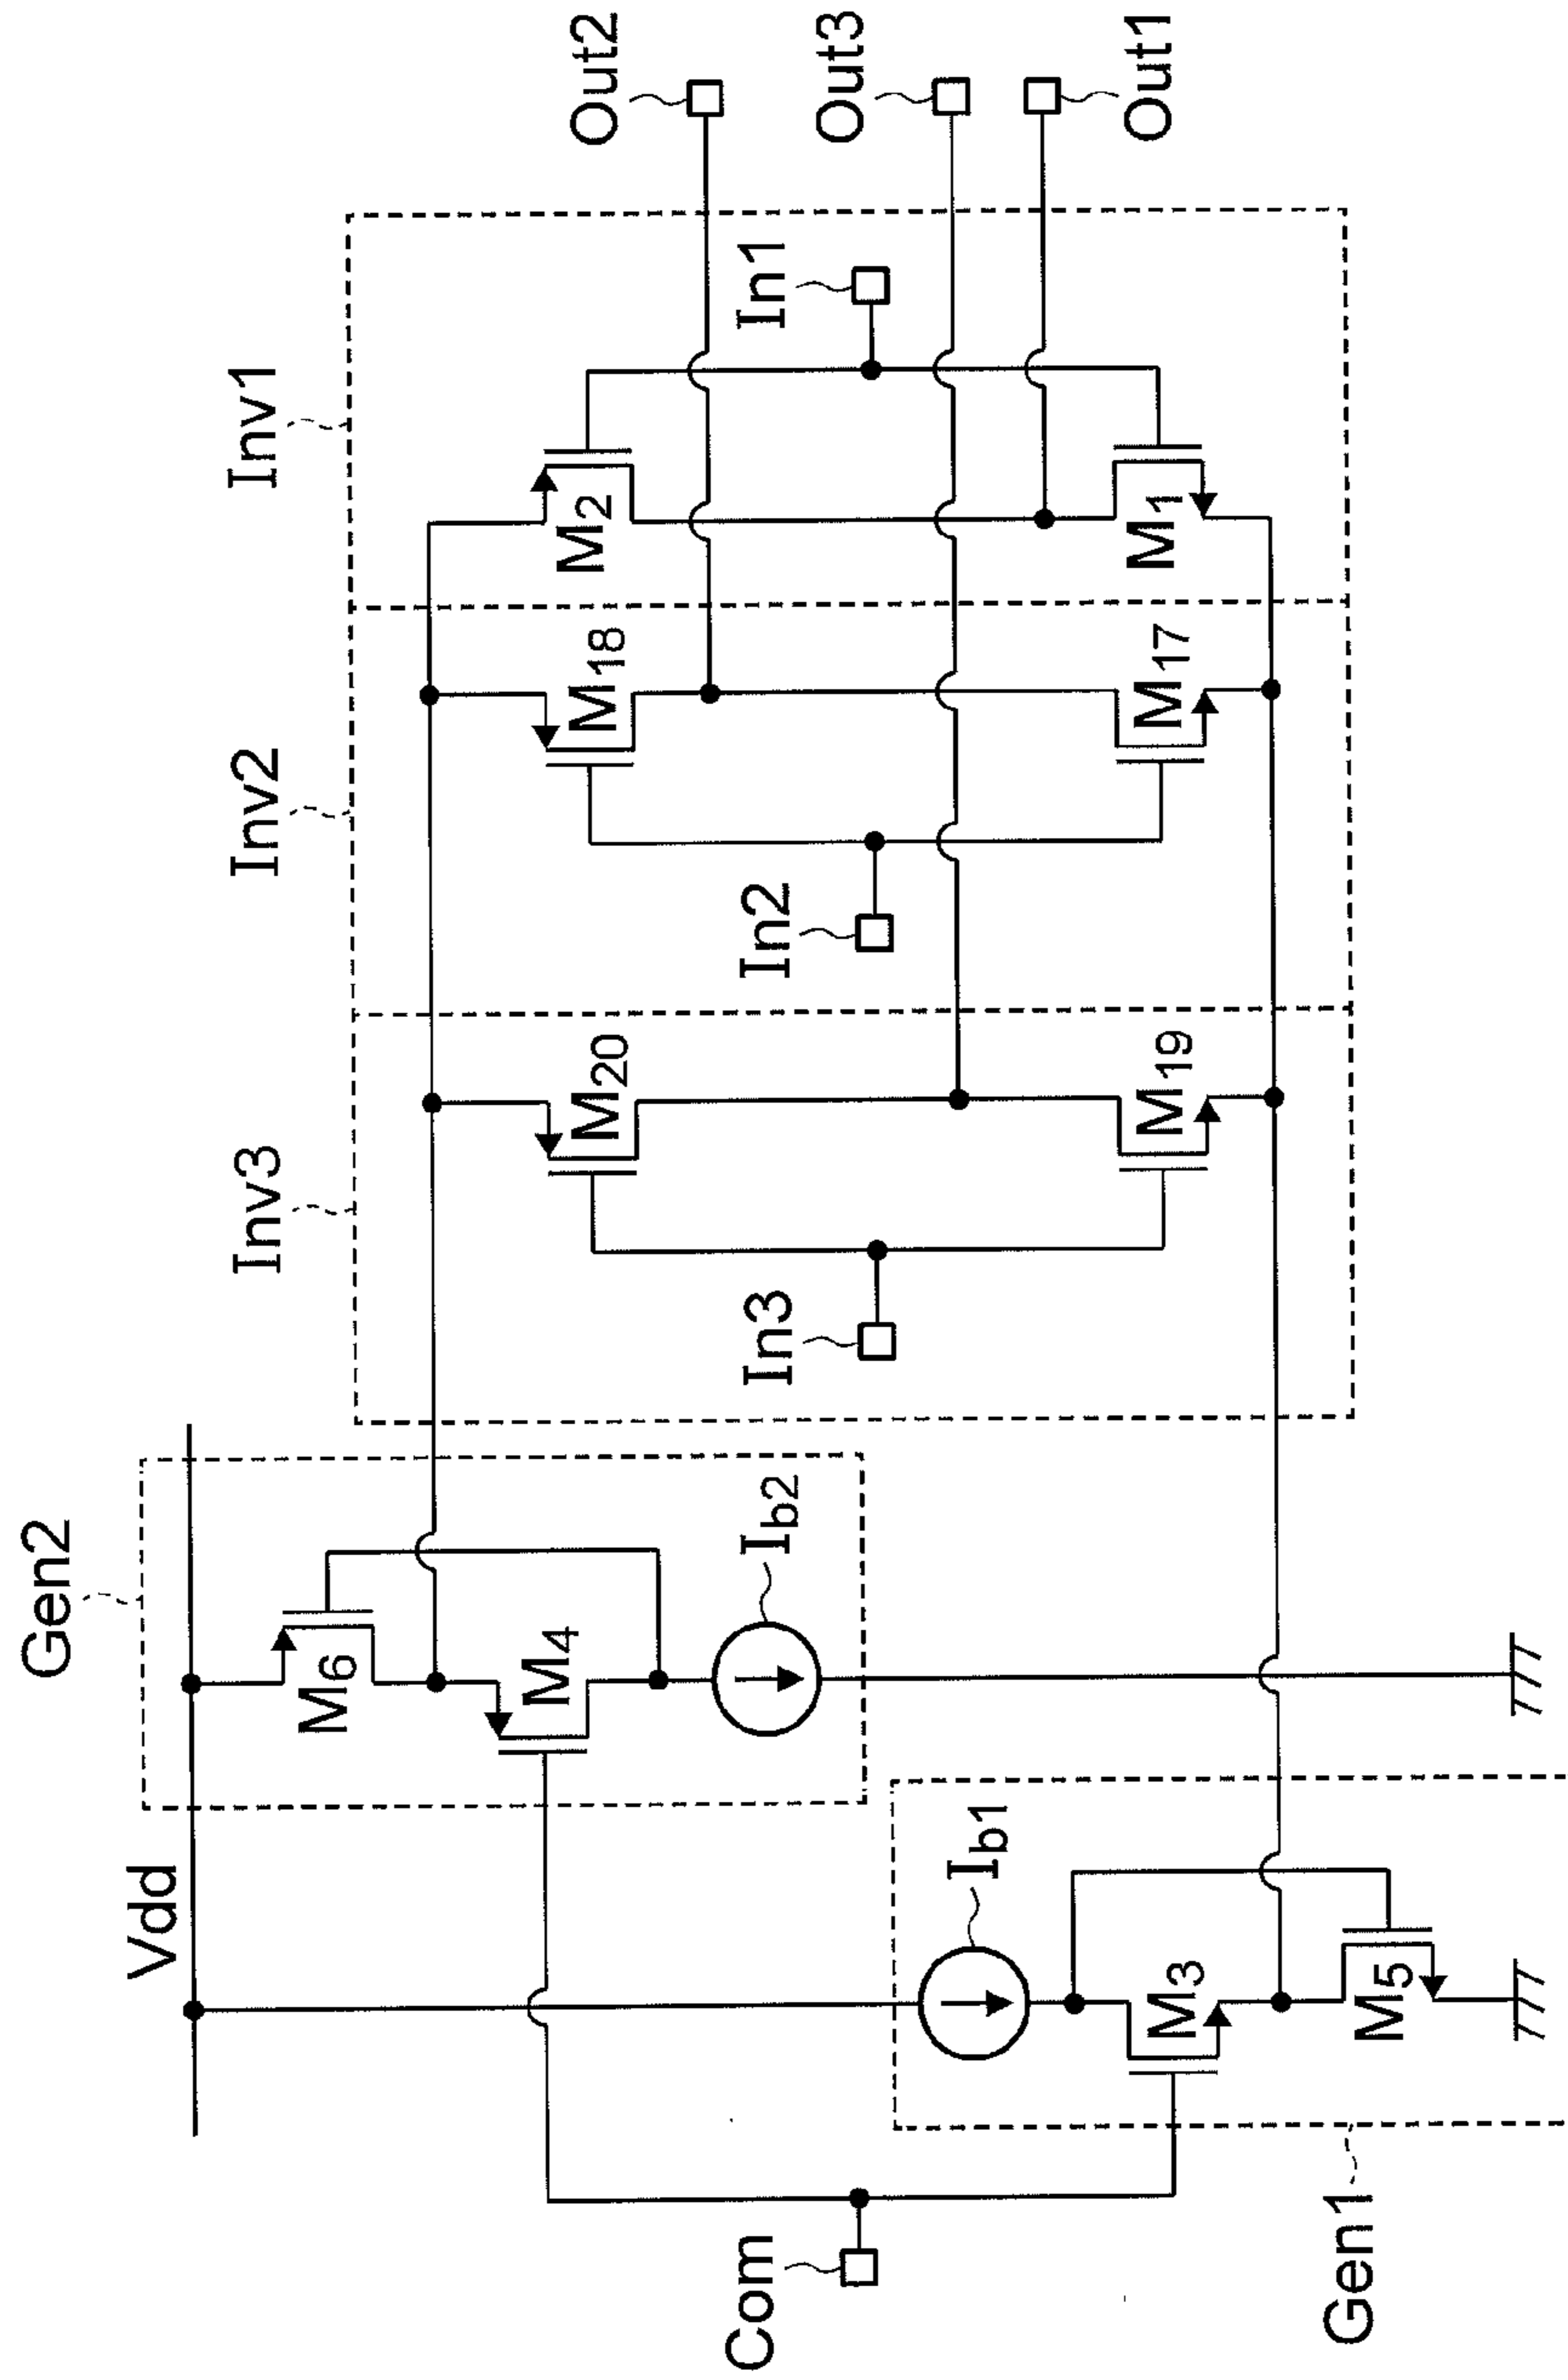 Gen2
Inv3
Inv2
Inv1
Vdd
M6
M4
Ib2
M20
M18
M2
Out2
Com
In3
In2
In1
Out3
Ib1
M3
M5
M19
M17
M1
Out1
Gen1